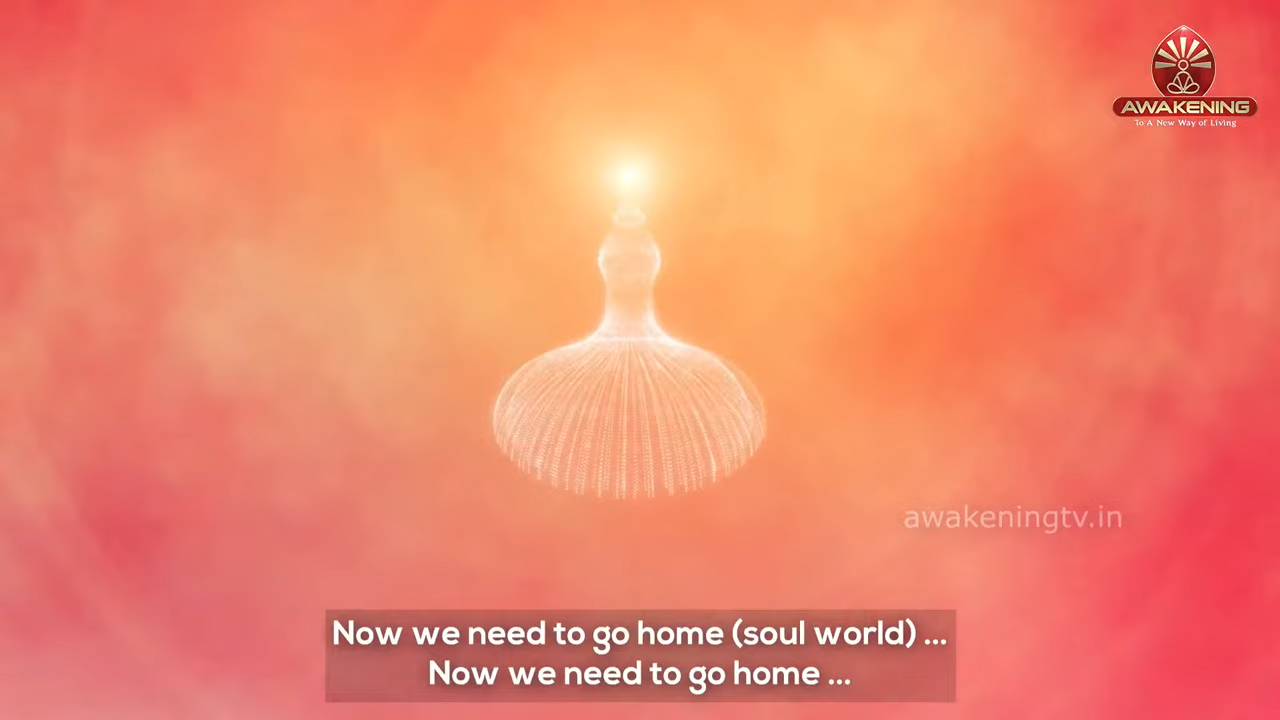 AWAKENING
To A New Way of Living
awakeningtv.in
Now we need to go home (soul world) ...
Now we need to go home ...